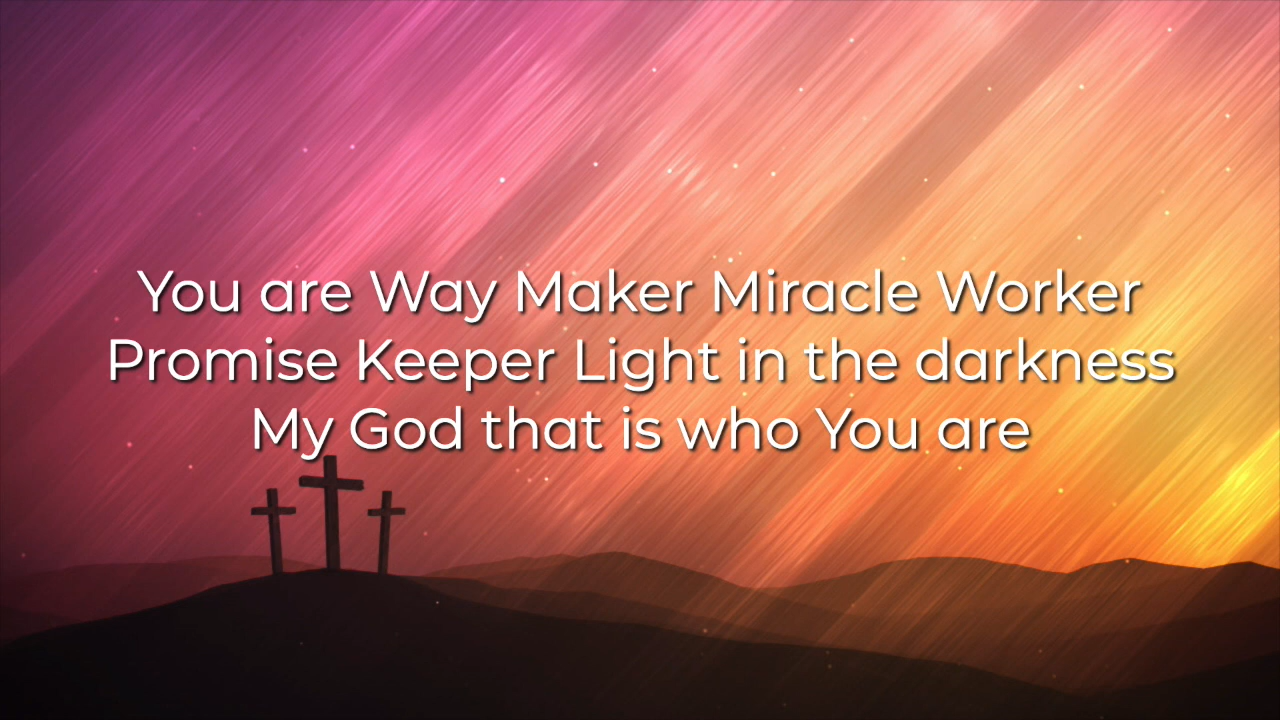 You are Way Maker Miracle Worker
Promise Keeper Light in the darkness
My God that is who You are